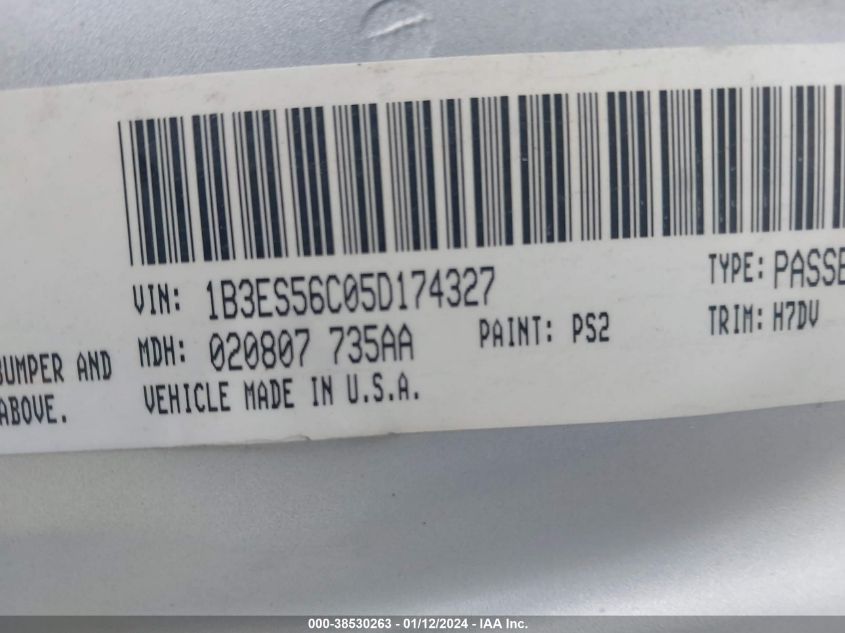 VIN: 1B3ES56C05D174327
TYPE: PASSE
MDH: 020807 735AA
PAINT: PS2
TRIM: H7DV
BUMPER AND
VEHICLE MADE IN U.S.A.
ABOVE.
000-38530263 - 01/12/2024 - IAA Inc.